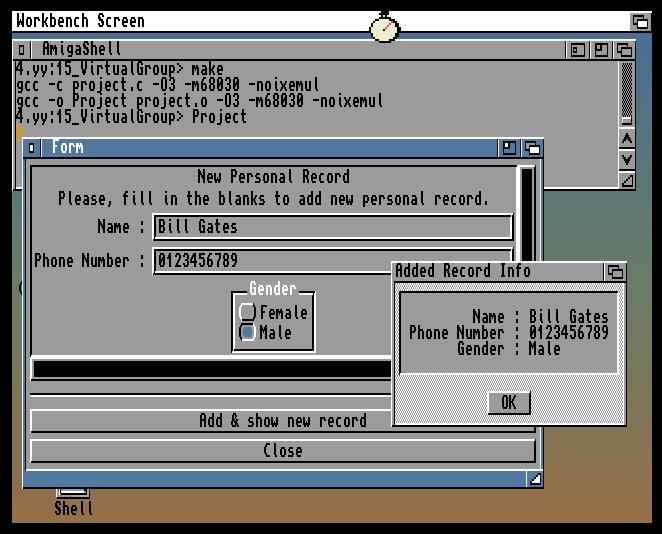 Workbench Screen
AmigaShell
4.yy:15_VirtualGroup> make
gcc -c project.c -O3 -m68030 -noixemul
gcc -o Project project.o -O3 -m68030 -noixemul
4.yy:15_VirtualGroup> Project
Form
New Personal Record
Please, fill in the blanks to add new personal record.
Name : Bill Gates
Phone Number : 0123456789
Gender
Female
Male
Added Record Info
Name : Bill Gates
Phone Number : 0123456789
Gender : Male
OK
Add & show new record
Close
Shell